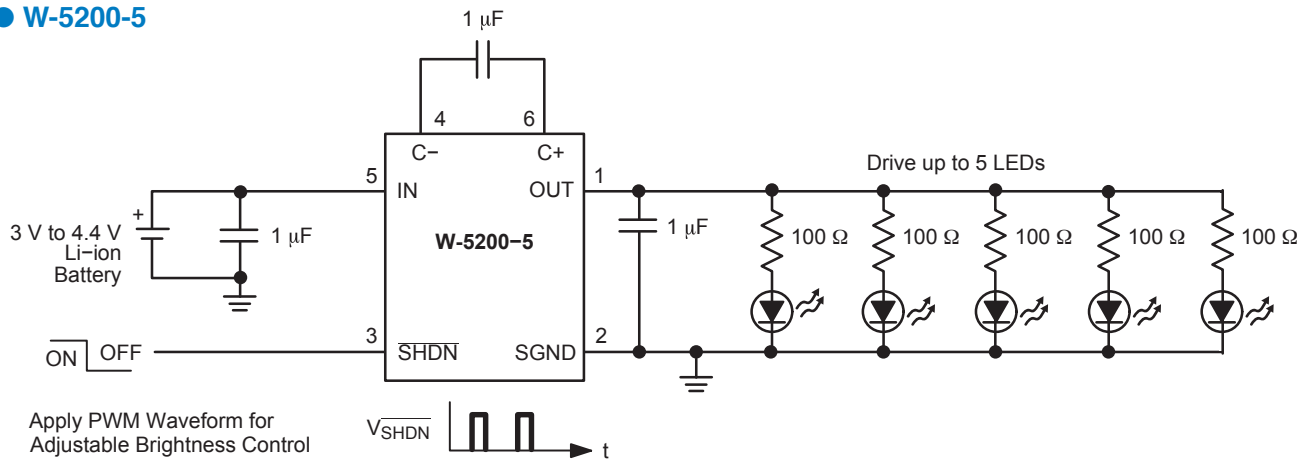 ● W-5200-5
1 μF
4
6
C−
C+
Drive up to 5 LEDs
5
IN
OUT
1
+
3 V to 4.4 V
Li−ion
Battery
1 μF
W-5200−5
1 μF
100 Ω
100 Ω
100 Ω
100 Ω
100 Ω
3
SHDN
SGND
2
ON
OFF
Apply PWM Waveform for
Adjustable Brightness Control
VSHDN
t